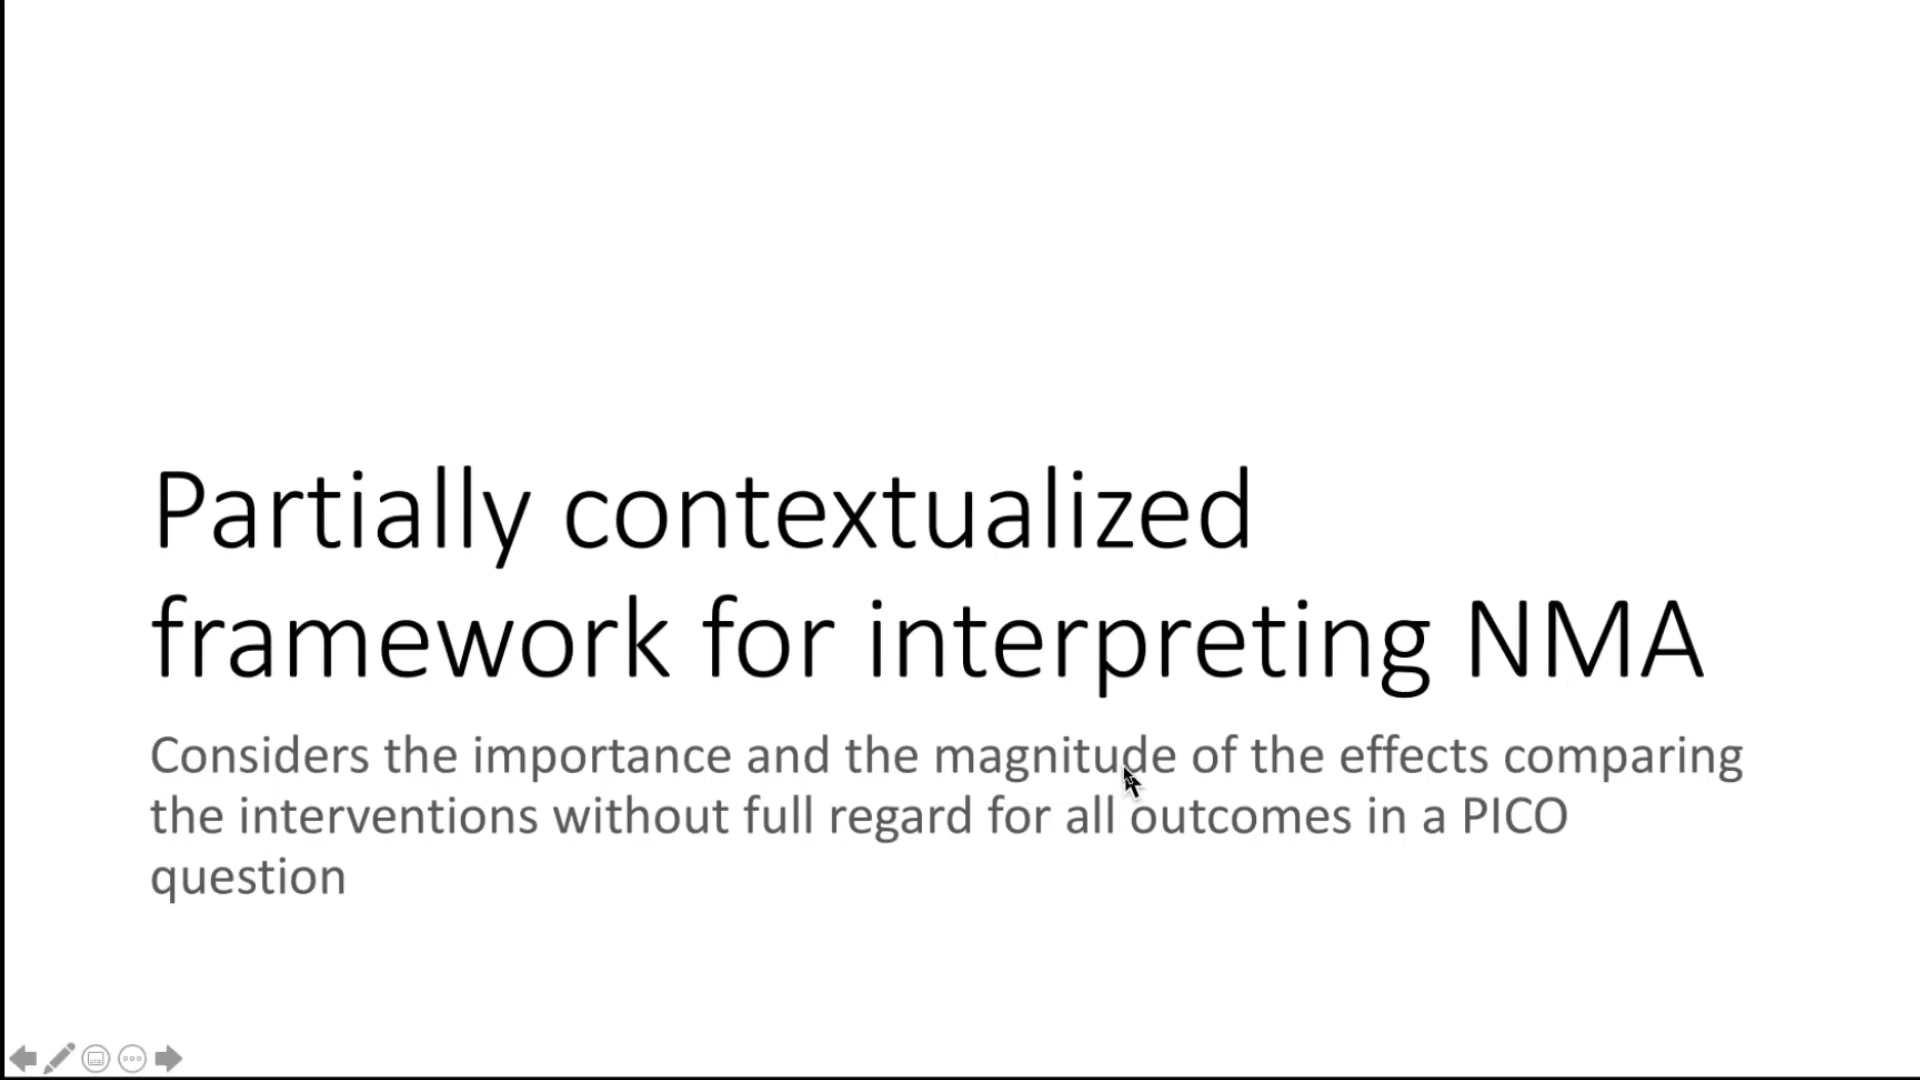 Partially contextualized
framework for interpreting NMA
Considers the importance and the magnitude of the effects comparing
the interventions without full regard for all outcomes in a PICO
question